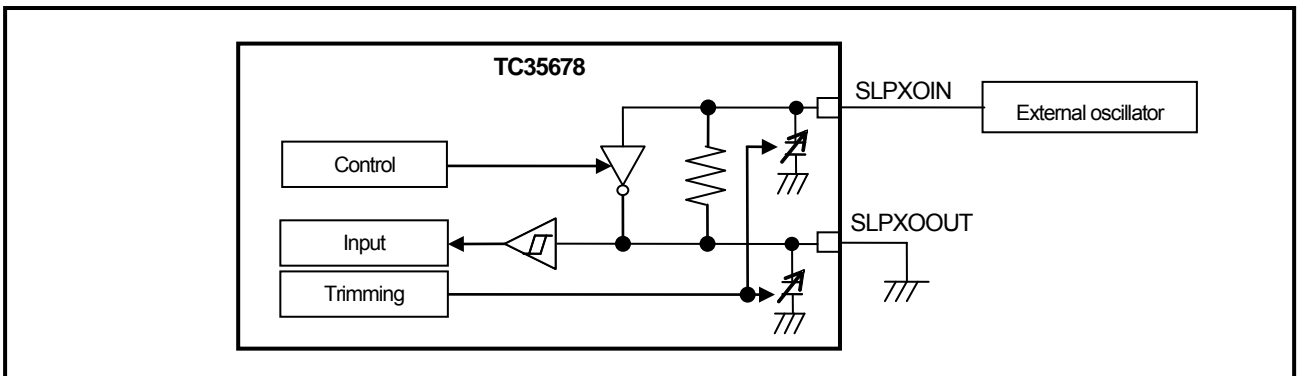 TC35678
SLPXOIN
External oscillator
Control
SLPXOOUT
Input
Trimming